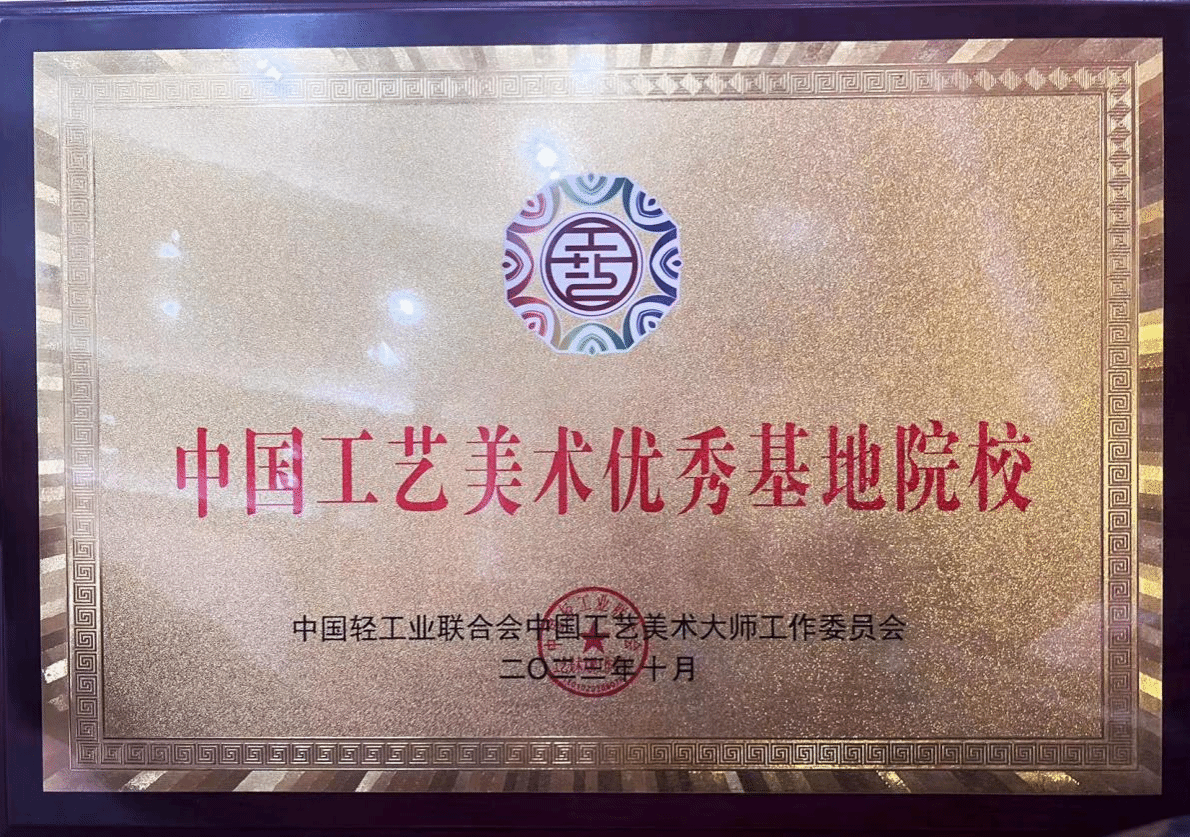 中国工艺美术优秀基地院校
中国轻工业联合会中国工艺美术大师工作委员会
二〇二三年十月